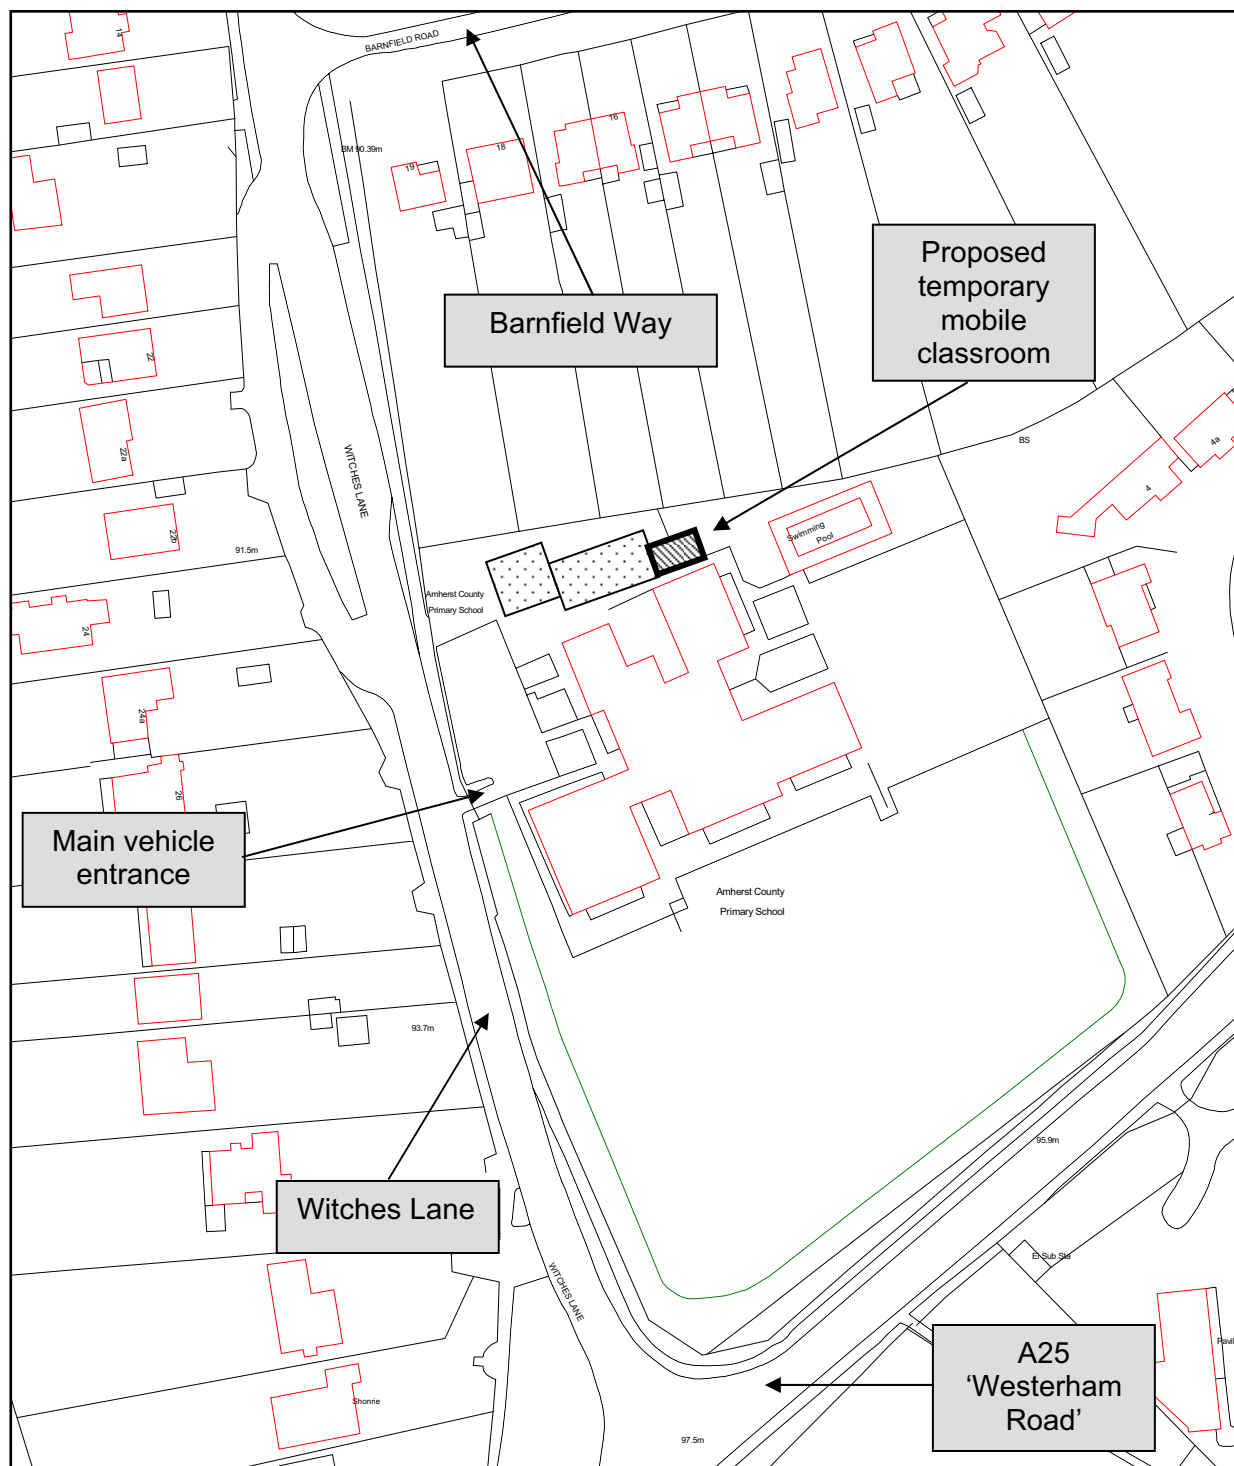 14
BARNFIELD ROAD
16
18
19
BM 90.39m
Proposed
temporary
mobile
classroom
Barnfield Way
22
22a
WITCHES LANE
BS
4a
4
22b
91.5m
Swimming
Pool
Amherst County
Primary School
24
24a
26
Main vehicle
entrance
Amherst County
Primary School
93.7m
95.9m
Witches Lane
El Sub Sta
WITCHES LANE
Pavil
A25
‘Westerham
Road’
Shonrie
97.5m